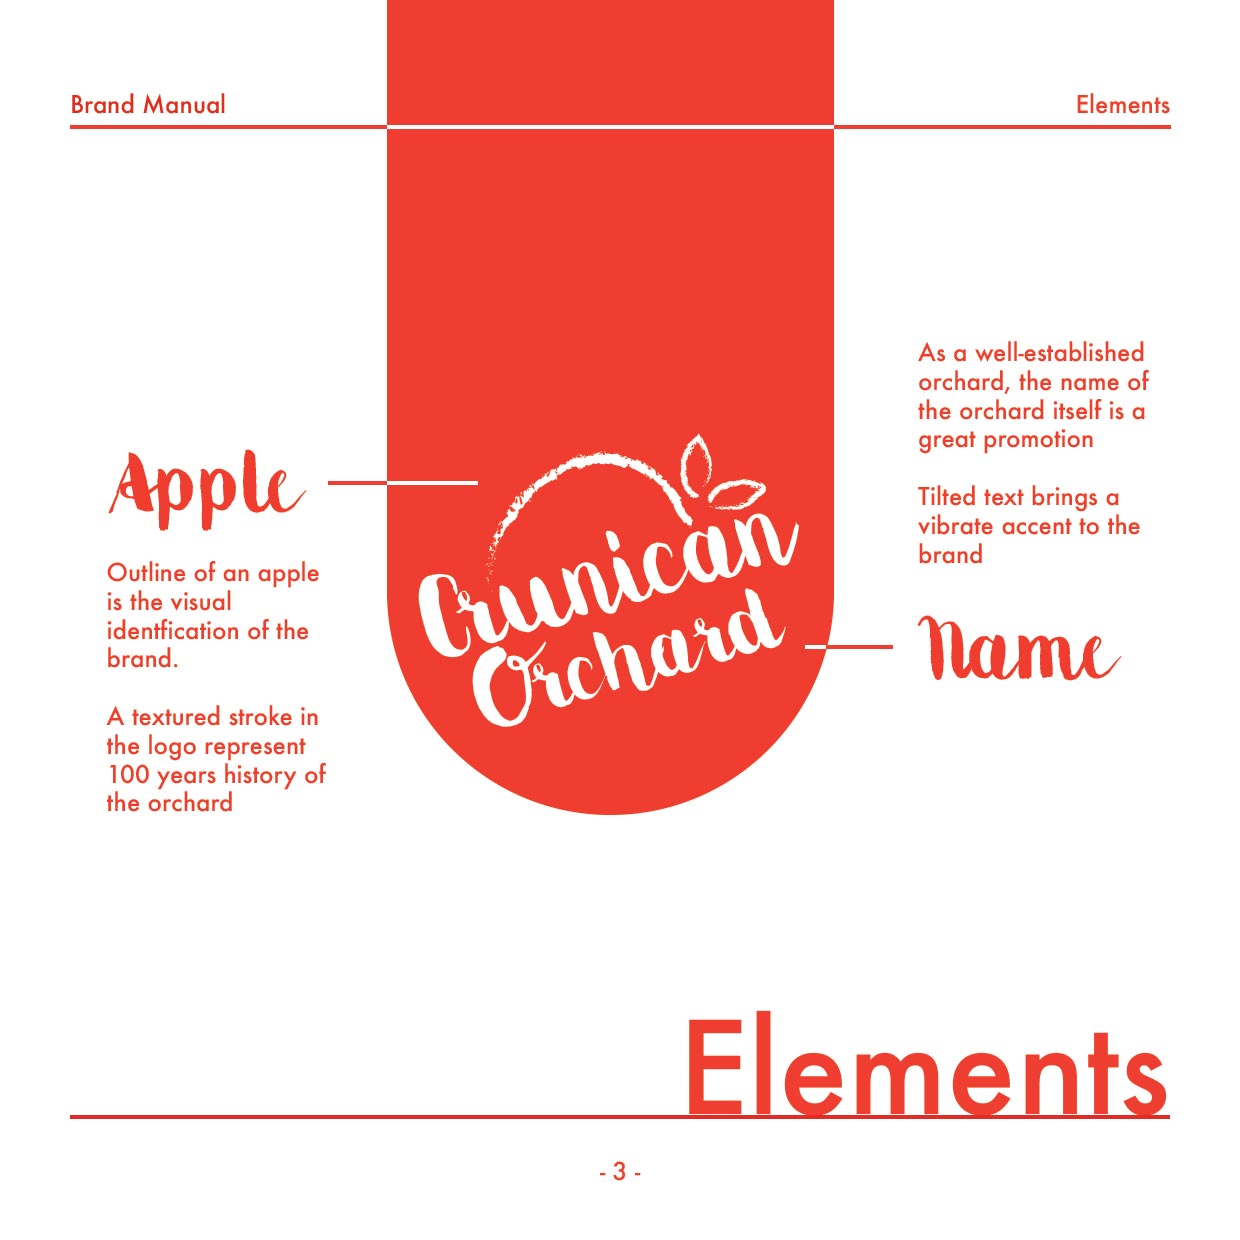 Brand Manual
Elements
Apple
Outline of an apple
is the visual
identfication of the
brand.
A textured stroke in
the logo represent
100 years history of
the orchard
Crunican
Orchard
As a well-established
orchard, the name of
the orchard itself is a
great promotion
Tilted text brings a
vibrate accent to the
brand
Name
Elements
- 3 -